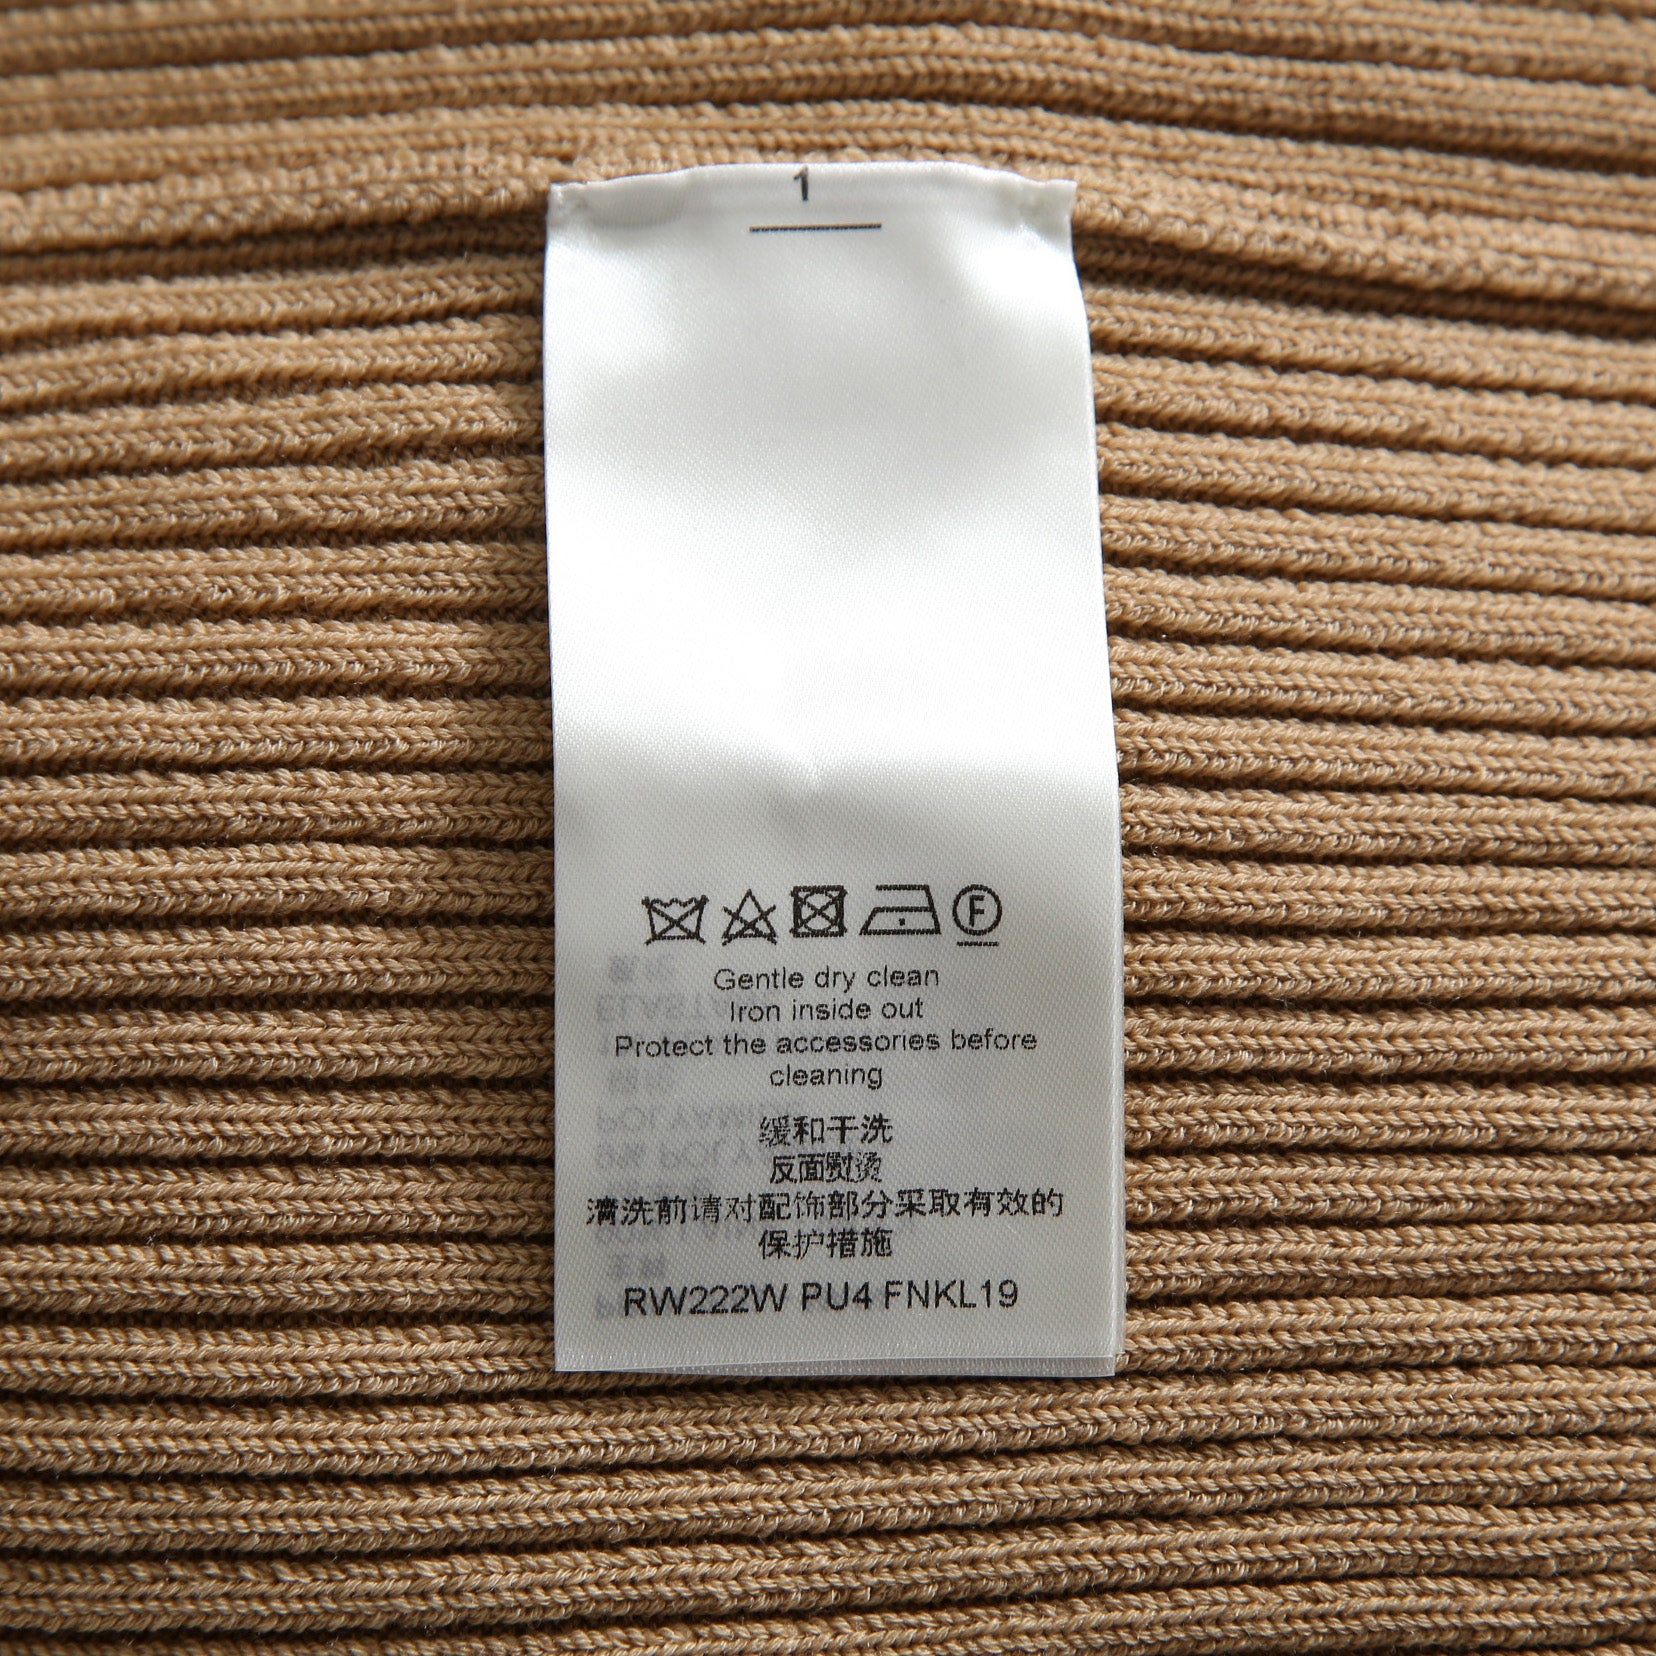 1
F
Gentle dry clean
Iron inside out
Protect the accessories before
cleaning
缓和干洗
反面熨烫
清洗前请对配饰部分采取有效的
保护措施
RW222W PU4 FNKL19